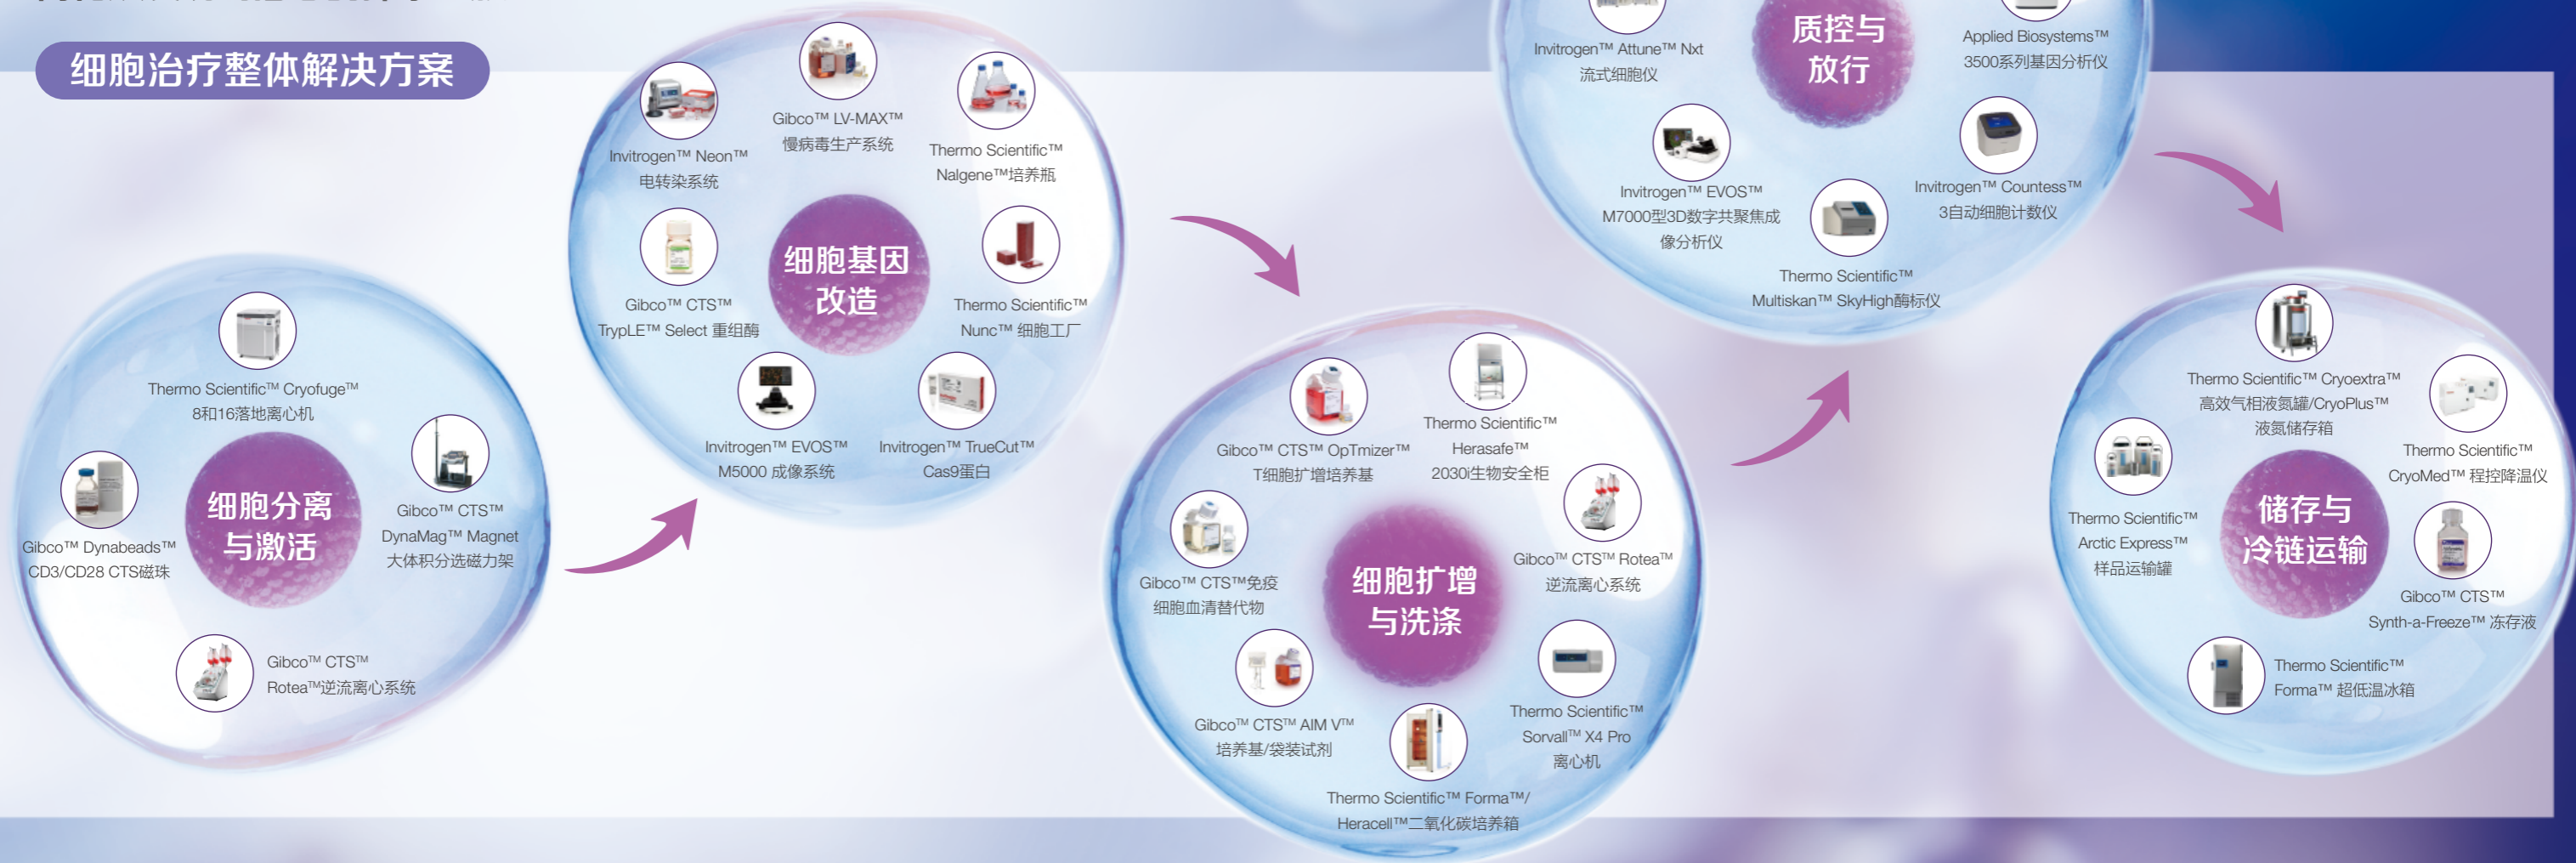 细胞治疗整体解决方案
Thermo Scientific™ Cryofuge™
8和16落地离心机
Gibco™ Dynabeads™
CD3/CD28 CTS磁珠
细胞分离
与激活
Gibco™ CTS™
DynaMag™ Magnet
大体积分选磁力架
Gibco™ CTS™
Rotea™逆流离心系统
Invitrogen™ Neon™
电转染系统
Gibco™ LV-MAX™
慢病毒生产系统
Thermo Scientific™
Nalgene™培养瓶
Gibco™ CTS™
TrypLE™ Select 重组酶
细胞基因
改造
Thermo Scientific™
Nunc™ 细胞工厂
Invitrogen™ EVOS™
M5000 成像系统
Invitrogen™ TrueCut™
Cas9蛋白
Gibco™ CTS™ OpTmizer™
T细胞扩增培养基
Thermo Scientific™
Herasafe™
2030i生物安全柜
Gibco™ CTS™免疫
细胞血清替代物
细胞扩增
与洗涤
Gibco™ CTS™ Rotea™
逆流离心系统
Gibco™ CTS™ AIM V™
培养基/袋装试剂
Thermo Scientific™
Sorvall™ X4 Pro
离心机
Thermo Scientific™ Forma™/
Heracell™二氧化碳培养箱
Invitrogen™ Attune™ Nxt
流式细胞仪
质控与
放行
Applied Biosystems™
3500系列基因分析仪
Invitrogen™ EVOS™
M7000型3D数字共聚焦成
像分析仪
Invitrogen™ Countess™
3自动细胞计数仪
Thermo Scientific™
Multiskan™ SkyHigh酶标仪
Thermo Scientific™ Cryoextra™
高效气相液氮罐/CryoPlus™
液氮储存箱
Thermo Scientific™
CryoMed™ 程控降温仪
Thermo Scientific™
Arctic Express™
样品运输罐
储存与
冷链运输
Gibco™ CTS™
Synth-a-Freeze™ 冻存液
Thermo Scientific™
Forma™ 超低温冰箱